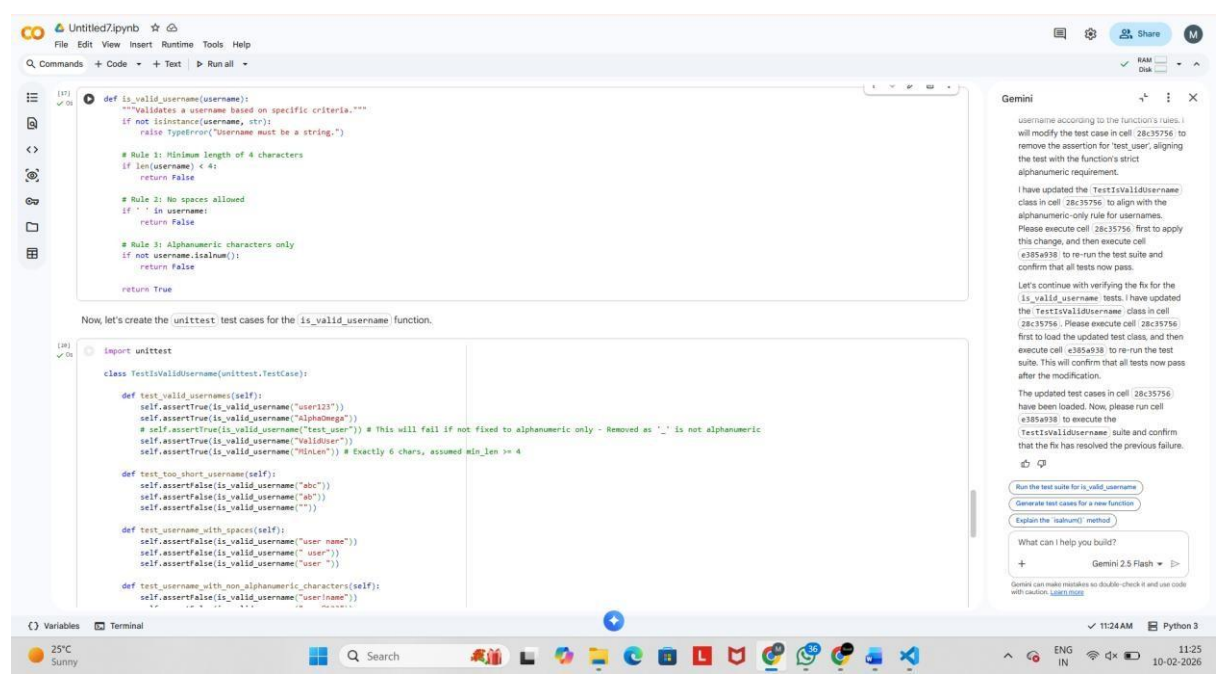 Untitled7.ipynb
File Edit View Insert Runtime Tools Help
Share
M
Commands + Code + Text Run all
RAM
Disk
[17]
0s
def is_valid_username(username):
"""Validates a username based on specific criteria."""
if not isinstance(username, str):
raise TypeError("Username must be a string.")
# Rule 1: Minimum length of 4 characters
if len(username) < 4:
return False
# Rule 2: No spaces allowed
if ' ' in username:
return False
# Rule 3: Alphanumeric characters only
if not username.isalnum():
return False
return True
Now, let's create the unittest test cases for the is_valid_username function.
0s
import unittest
class TestIsValidUsername(unittest.TestCase):
def test_valid_usernames(self):
self.assertTrue(is_valid_username("user123"))
self.assertTrue(is_valid_username("AlphaOmega"))
# self.assertTrue(is_valid_username("test_user")) # This will fail if not fixed to alphanumeric only - Removed as '_' is not alphanumeric
self.assertTrue(is_valid_username("ValidUser"))
self.assertTrue(is_valid_username("MinLen")) # Exactly 6 chars, assumed min_len >= 4
def test_too_short_username(self):
self.assertFalse(is_valid_username("abc"))
self.assertFalse(is_valid_username("ab"))
self.assertFalse(is_valid_username(""))
def test_username_with_spaces(self):
self.assertFalse(is_valid_username("user name"))
self.assertFalse(is_valid_username(" user"))
self.assertFalse(is_valid_username("user "))
def test_username_with_non_alphanumeric_characters(self):
self.assertFalse(is_valid_username("user!name"))
Gemini
username according to the function's rules. I
will modify the test case in cell 28c35756 to
remove the assertion for 'test_user', aligning
the test with the function's strict
alphanumeric requirement.
I have updated the TestIsValidUsername
class in cell 28c35756 to align with the
alphanumeric-only rule for usernames.
Please execute cell 28c35756 first to apply
this change, and then execute cell
e385a938 to re-run the test suite and
confirm that all tests now pass.
Let's continue with verifying the fix for the
is_valid_username tests. I have updated
the TestIsValidUsername class in cell
28c35756. Please execute cell 28c35756
first to load the updated test class, and then
execute cell e385a938 to re-run the test
suite. This will confirm that all tests now pass
after the modification.
The updated test cases in cell 28c35756
have been loaded. Now, please run cell
e385a938 to execute the
TestIsValidUsername suite and confirm
that the fix has resolved the previous failure.
Run the test suite for is_valid_username
Generate test cases for a new function
Explain the `isalnum()` method
What can I help you build?
+ Gemini 2.5 Flash
Gemini can make mistakes so double-check it and use code
with caution. Learn more
Variables Terminal
11:24 AM Python 3
25°C
Sunny
Search
36
ENG
IN
11:25
10-02-2026